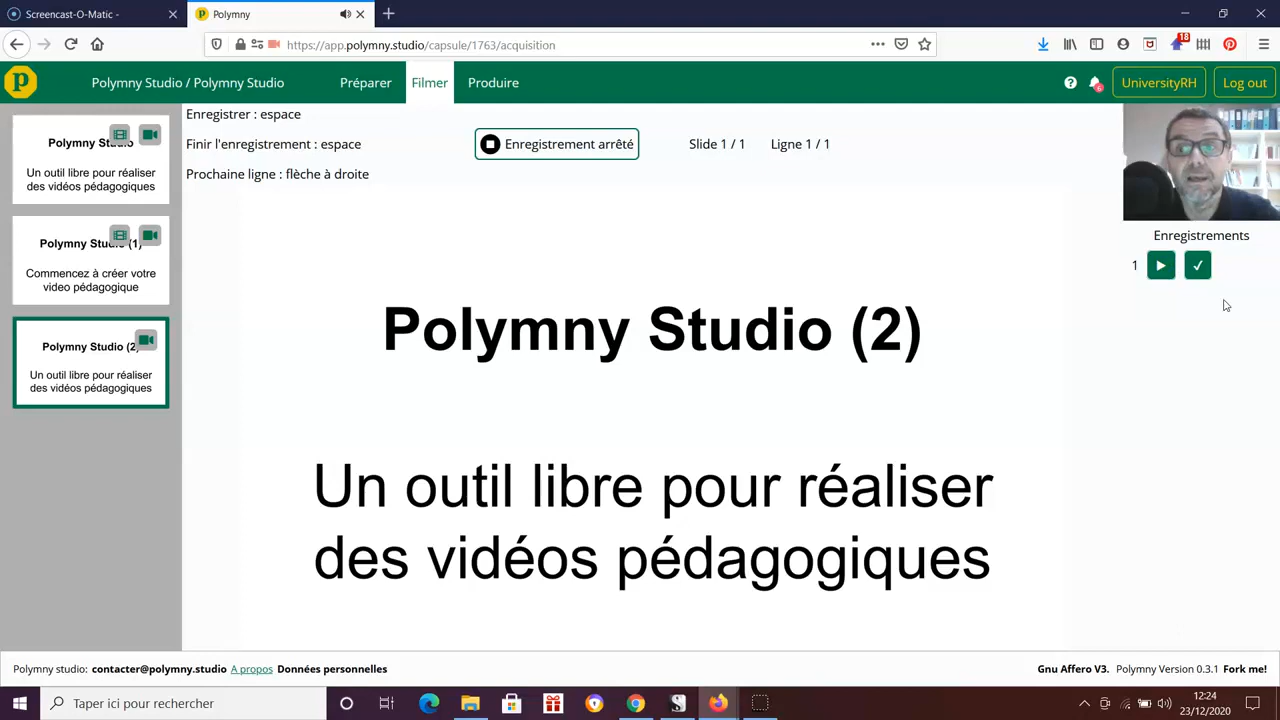 Screencast-O-Matic -
Polymny
https://app.polymny.studio/capsule/1763/acquisition
18
p
Polymny Studio / Polymny Studio
Préparer
Filmer
Produire
UniversityRH
Log out
Enregistrer : espace
Finir l'enregistrement : espace
Enregistrement arrêté
Slide 1 / 1
Ligne 1 / 1
Prochaine ligne : flèche à droite
Enregistrements
1
Polymny Studio
Un outil libre pour réaliser
des vidéos pédagogiques
Polymny Studio (1)
Commencez à créer votre
video pédagogique
Polymny Studio (2)
Un outil libre pour réaliser
des vidéos pédagogiques
Polymny Studio (2)
Un outil libre pour réaliser
des vidéos pédagogiques
Polymny studio: contacter@polymny.studio A propos Données personnelles
Gnu Affero V3. Polymny Version 0.3.1 Fork me!
Taper ici pour rechercher
12:24
23/12/2020